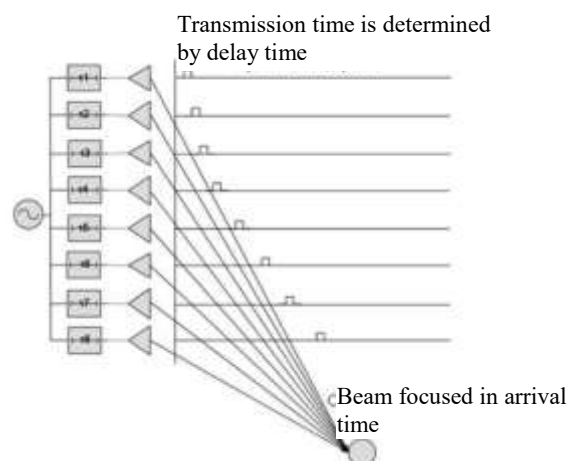 Transmission time is determined
by delay time
Beam focused in arrival
time